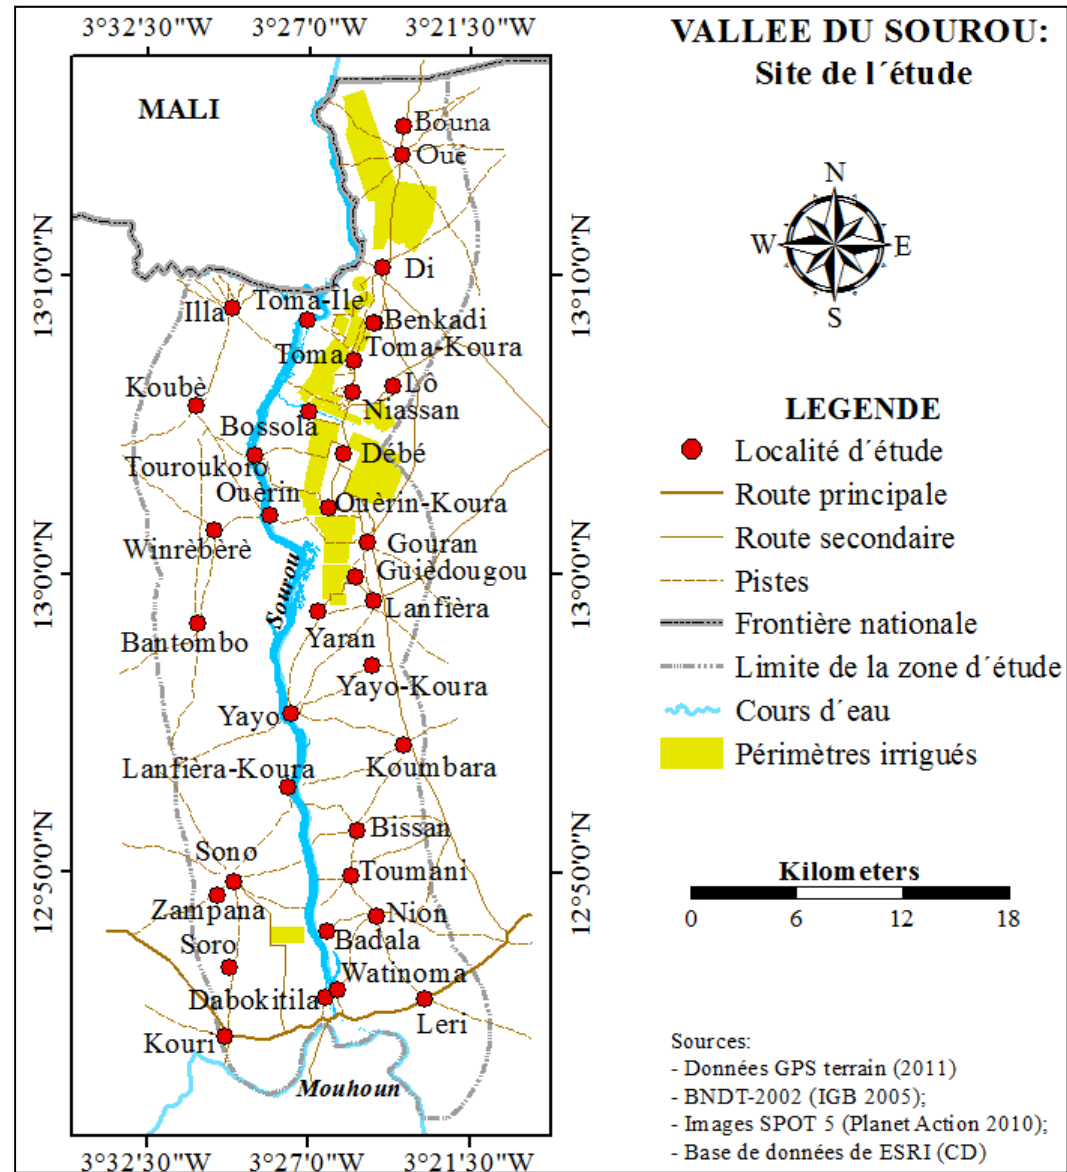 3°32'30"W 3°27'0"W 3°21'30"W
VALLEE DU SOUROU:
Site de l´étude
MALI
Bouna
Oué
N
W E
S
13°10'0"N
13°10'0"N
Di
Illa
Toma-Ile
Benkadi
Toma
Toma-Koura
Koubè
Lô
Niassan
Bossola
Débé
Touroukoro
Ouèrin
Ouèrin-Koura
Winrèbèrè
Gouran
Guiédougou
13°0'0"N
13°0'0"N
Sourou
Lanfièra
Yaran
Bantombo
Yayo-Koura
Yayo
Lanfièra-Koura
Koumbara
Bissan
12°50'0"N
12°50'0"N
Sono
Toumani
Zampana
Nion
Badala
Soro
Watinoma
Dabokitila
Leri
Kouri
Mouhoun
3°32'30"W 3°27'0"W 3°21'30"W
LEGENDE
Localité d´étude
Route principale
Route secondaire
Pistes
Frontière nationale
Limite de la zone d´étude
Cours d´eau
Périmètres irrigués
Kilometers
0 6 12 18
Sources:
- Données GPS terrain (2011)
- BNDT-2002 (IGB 2005);
- Images SPOT 5 (Planet Action 2010);
- Base de données de ESRI (CD)